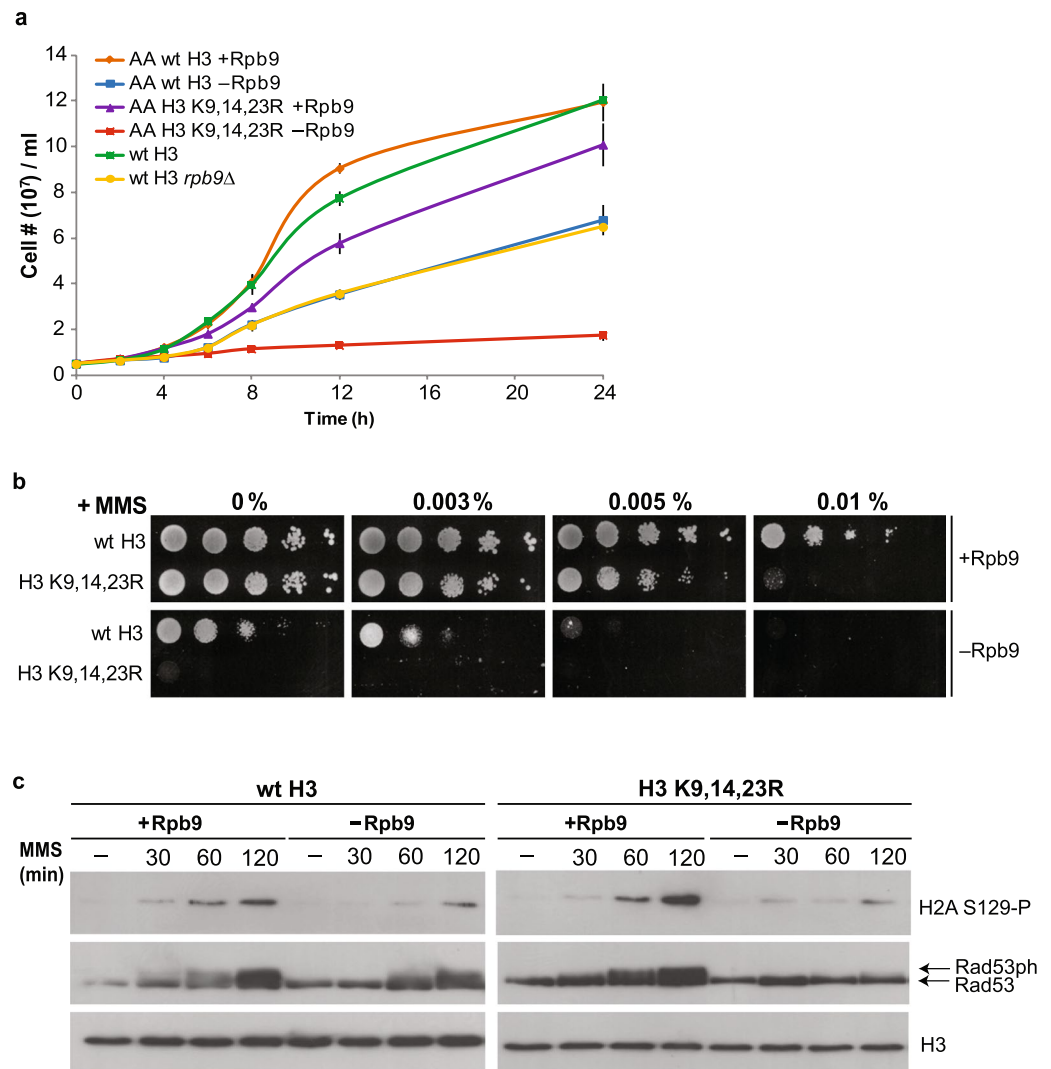 a
14
12
10
8
6
4
2
0
Cell # (10⁷) / ml
AA wt H3 +Rpb9
AA wt H3 –Rpb9
AA H3 K9,14,23R +Rpb9
AA H3 K9,14,23R –Rpb9
wt H3
wt H3 rpb9Δ
0 4 8 12 16 20 24
Time (h)
b
+ MMS 0 % 0.003 % 0.005 % 0.01 %
wt H3
H3 K9,14,23R
+Rpb9
wt H3
H3 K9,14,23R
–Rpb9
c
wt H3 H3 K9,14,23R
+Rpb9 –Rpb9 +Rpb9 –Rpb9
MMS (min) – 30 60 120 – 30 60 120 – 30 60 120 – 30 60 120
H2A S129-P
Rad53ph
Rad53
H3